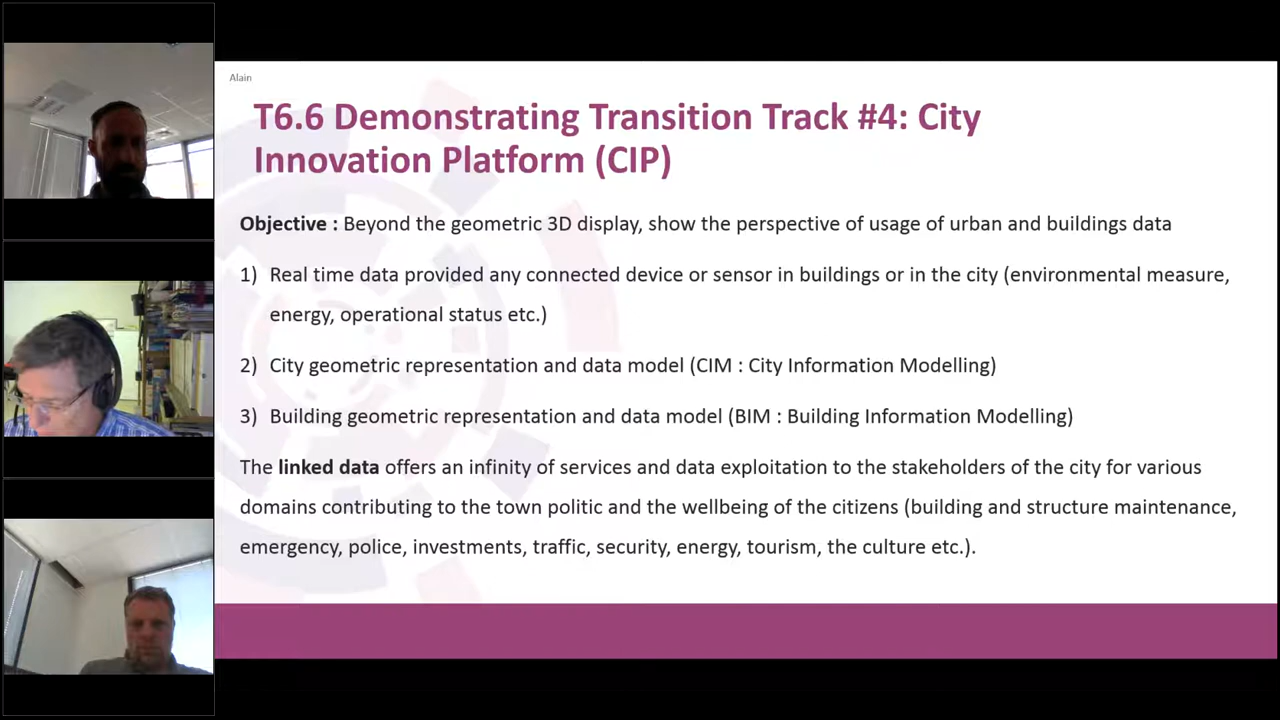 Alain
T6.6 Demonstrating Transition Track #4: City
Innovation Platform (CIP)
Objective : Beyond the geometric 3D display, show the perspective of usage of urban and buildings data
1) Real time data provided any connected device or sensor in buildings or in the city (environmental measure,
energy, operational status etc.)
2) City geometric representation and data model (CIM : City Information Modelling)
3) Building geometric representation and data model (BIM : Building Information Modelling)
The linked data offers an infinity of services and data exploitation to the stakeholders of the city for various
domains contributing to the town politic and the wellbeing of the citizens (building and structure maintenance,
emergency, police, investments, traffic, security, energy, tourism, the culture etc.).